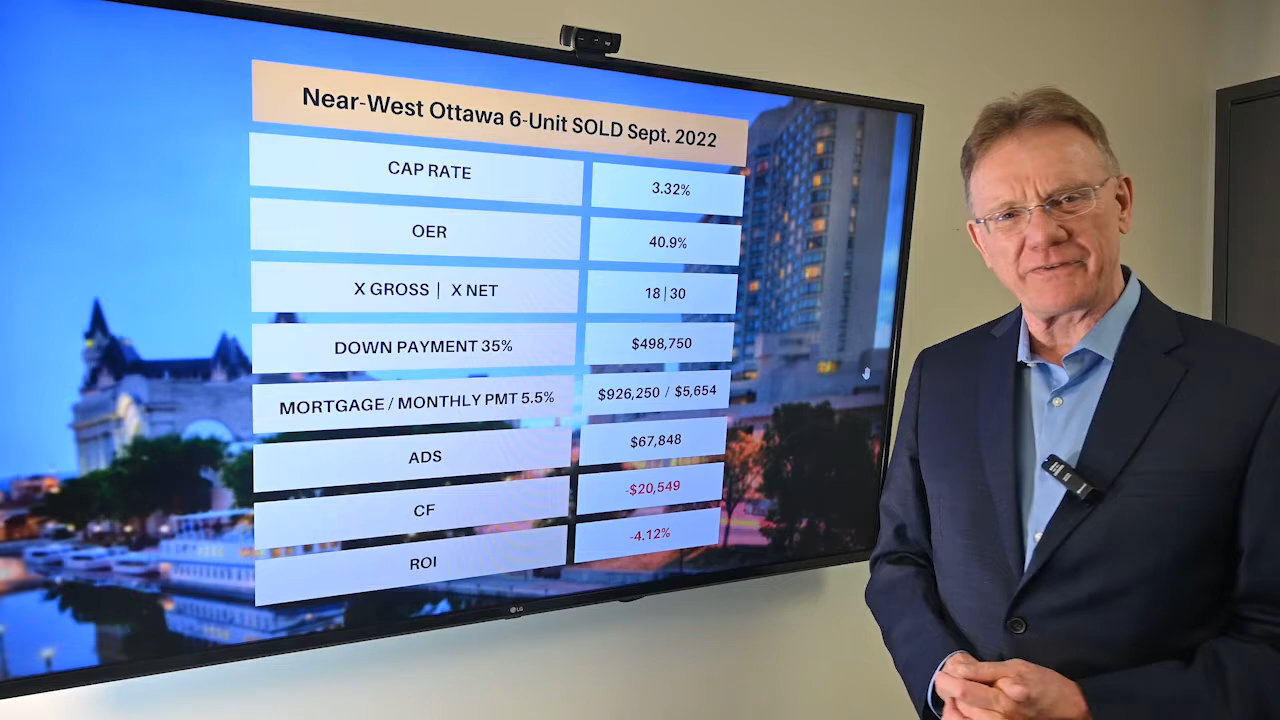 Near-West Ottawa 6-Unit SOLD Sept. 2022
CAP RATE 3.32%
OER 40.9%
X GROSS | X NET 18|30
DOWN PAYMENT 35% $498,750
MORTGAGE / MONTHLY PMT 5.5% $926,250 / $5,654
ADS $67,848
CF -$20,549
ROI -4.12%
LG